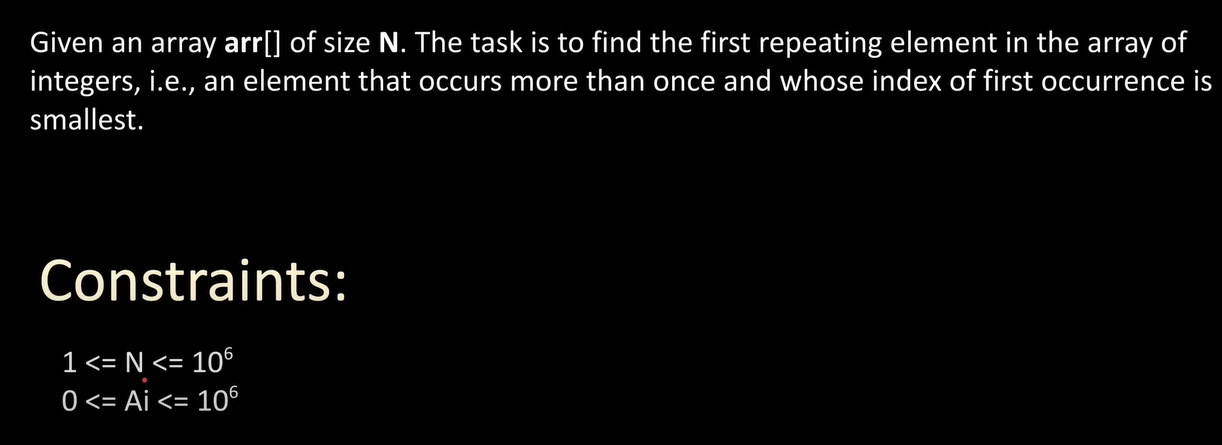 Given an array arr[] of size N. The task is to find the first repeating element in the array of
integers, i.e., an element that occurs more than once and whose index of first occurrence is
smallest.
Constraints:
1 <= N <= 10⁶
0 <= Ai <= 10⁶